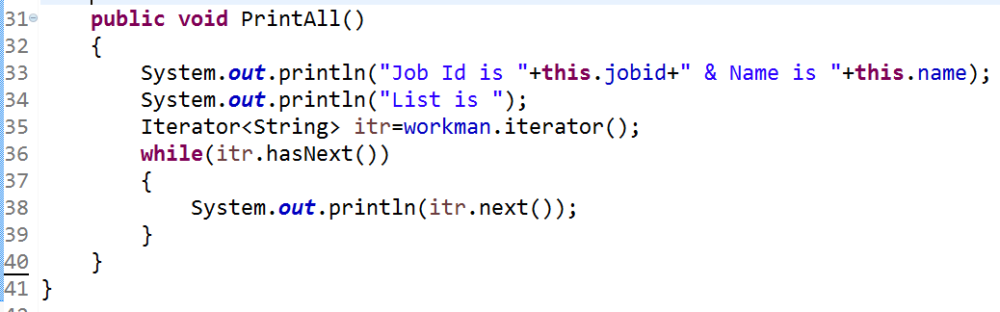 31 public void PrintAll()
32 {
33 System.out.println("Job Id is "+this.jobid+" & Name is "+this.name);
34 System.out.println("List is ");
35 Iterator<String> itr=workman.iterator();
36 while(itr.hasNext())
37 {
38 System.out.println(itr.next());
39 }
40 }
41 }